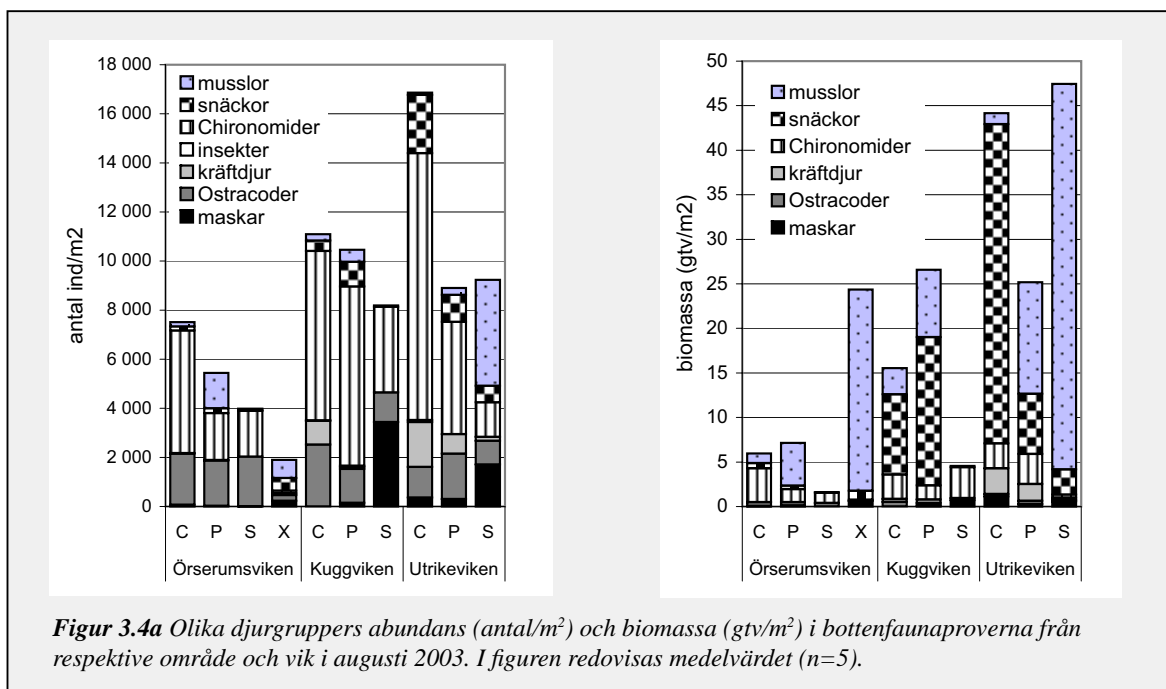 18 000
16 000
14 000
12 000
10 000
8 000
6 000
4 000
2 000
0
antal ind/m2
musslor
snäckor
Chironomider
insekter
kräftdjur
Ostracoder
maskar
C P S X C P S C P S
Örserumsviken Kuggviken Utrikeviken
50
45
40
35
30
25
20
15
10
5
0
biomassa (gtv/m2)
musslor
snäckor
Chironomider
kräftdjur
Ostracoder
maskar
C P S X C P S C P S
Örserumsviken Kuggviken Utrikeviken
Figur 3.4a Olika djurgruppers abundans (antal/m²) och biomassa (gtv/m²) i bottenfaunaproverna från
respektive område och vik i augusti 2003. I figuren redovisas medelvärdet (n=5).